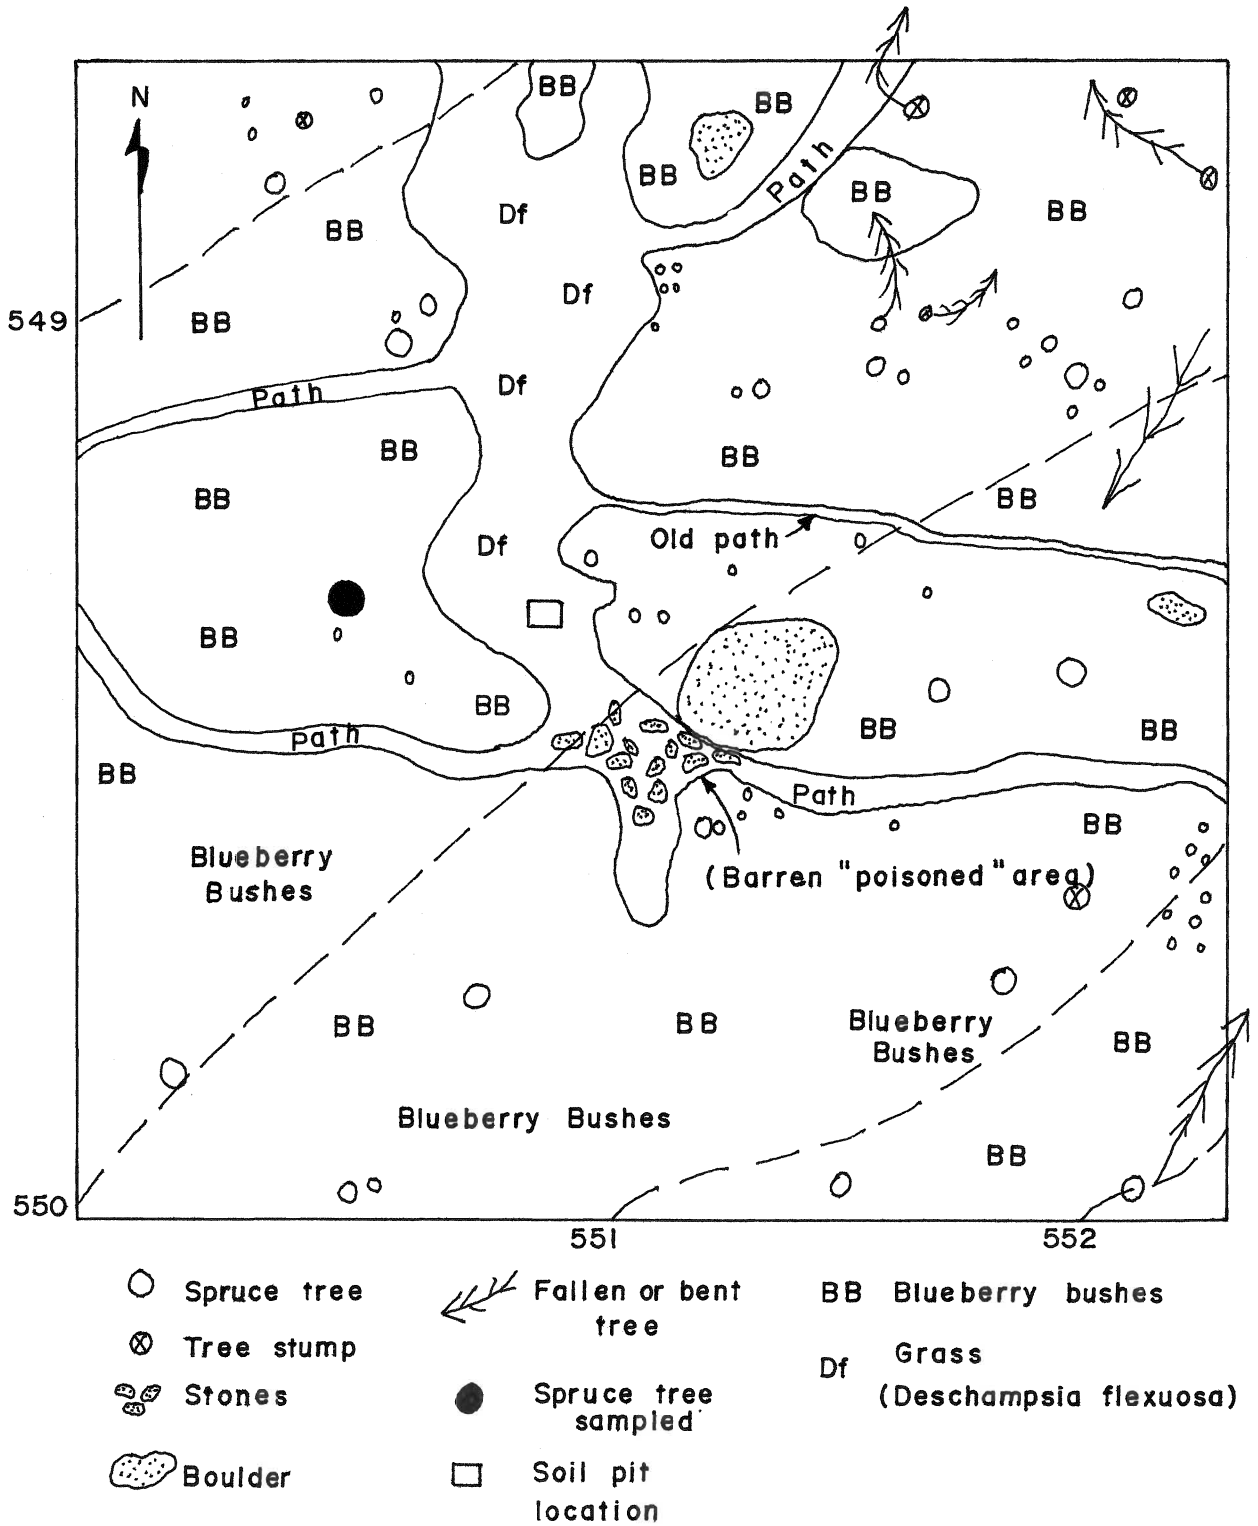 N
BB
BB
Path
BB
BB
BB
Df
BB
BB
549
BB
Df
Path
Df
BB
BB
BB
BB
Old path
Df
BB
BB
BB
BB
Path
BB
Path
BB
Blueberry
Bushes
(Barren "poisoned" area)
BB
BB
Blueberry
Bushes
BB
Blueberry Bushes
BB
550
551
552
Spruce tree
Tree stump
Stones
Boulder
Fallen or bent
tree
Spruce tree
sampled
Soil pit
location
BB Blueberry bushes
Df Grass
(Deschampsia flexuosa)